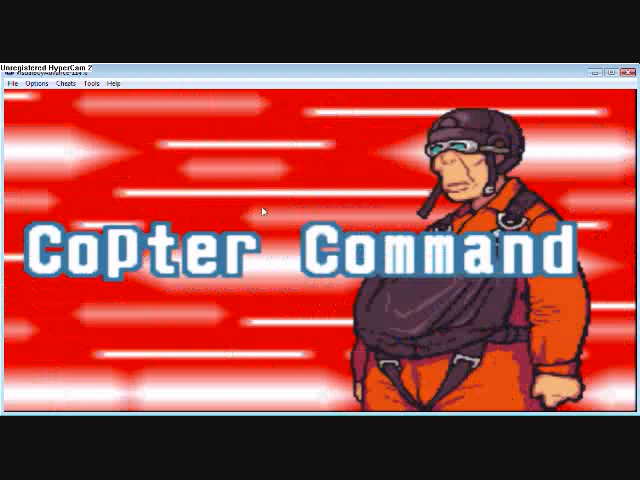 Unregistered HyperCam 2
File Options Cheats Tools Help
Copter Command